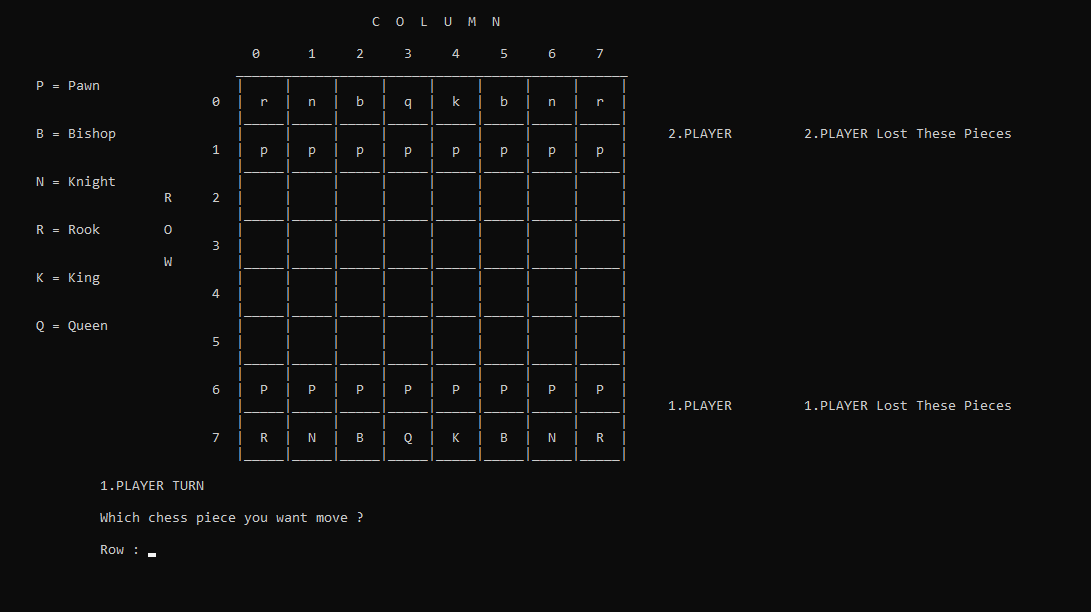 C O L U M N
0 1 2 3 4 5 6 7
P = Pawn
0 r n b q k b n r
B = Bishop 2.PLAYER 2.PLAYER Lost These Pieces
1 p p p p p p p p
N = Knight
R 2
R = Rook O
3
W
K = King
4
Q = Queen
5
6 P P P P P P P P
1.PLAYER 1.PLAYER Lost These Pieces
7 R N B Q K B N R
1.PLAYER TURN
Which chess piece you want move ?
Row :